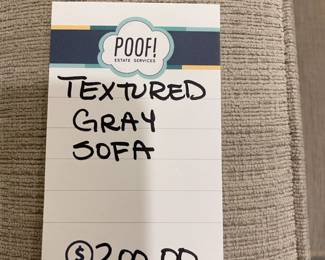 POOF!
ESTATE SERVICES
TEXTURED
GRAY
SOFA
$200.00